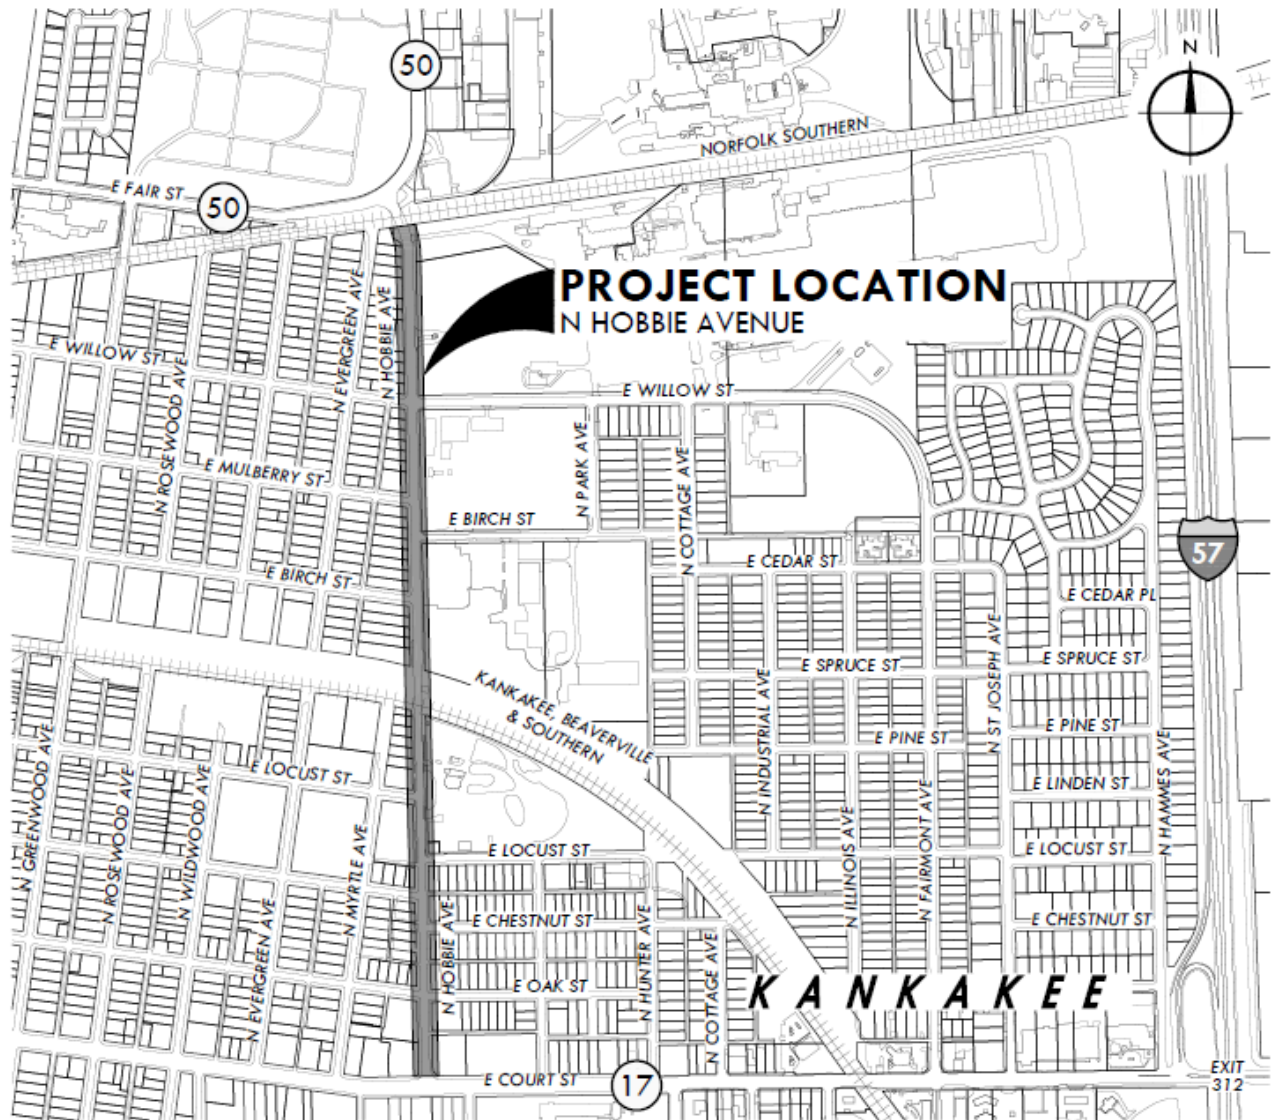 50
N
NORFOLK SOUTHERN
E FAIR ST
50
PROJECT LOCATION
N HOBBIE AVENUE
N EVERGREEN AVE
N HOBBIE AVE
E WILLOW ST
N ROSEWOOD AVE
E WILLOW ST
E MULBERRY ST
N PARK AVE
N COTTAGE AVE
E BIRCH ST
57
E CEDAR ST
E BIRCH ST
E CEDAR PL
N ST JOSEPH AVE
E SPRUCE ST
E SPRUCE ST
KANKAKEE, BEAVERVILLE
& SOUTHERN
N INDUSTRIAL AVE
E PINE ST
E PINE ST
N GREENWOOD AVE
E LOCUST ST
N ROSEWOOD AVE
N WILDWOOD AVE
E LINDEN ST
N HAMMES AVE
N MYRTLE AVE
N ILLINOIS AVE
N FAIRMONT AVE
E LOCUST ST
E LOCUST ST
N EVERGREEN AVE
N HOBBIE AVE
E CHESTNUT ST
N HUNTER AVE
E CHESTNUT ST
N COTTAGE AVE
E OAK ST
KANKAKEE
E COURT ST
17
EXIT
312